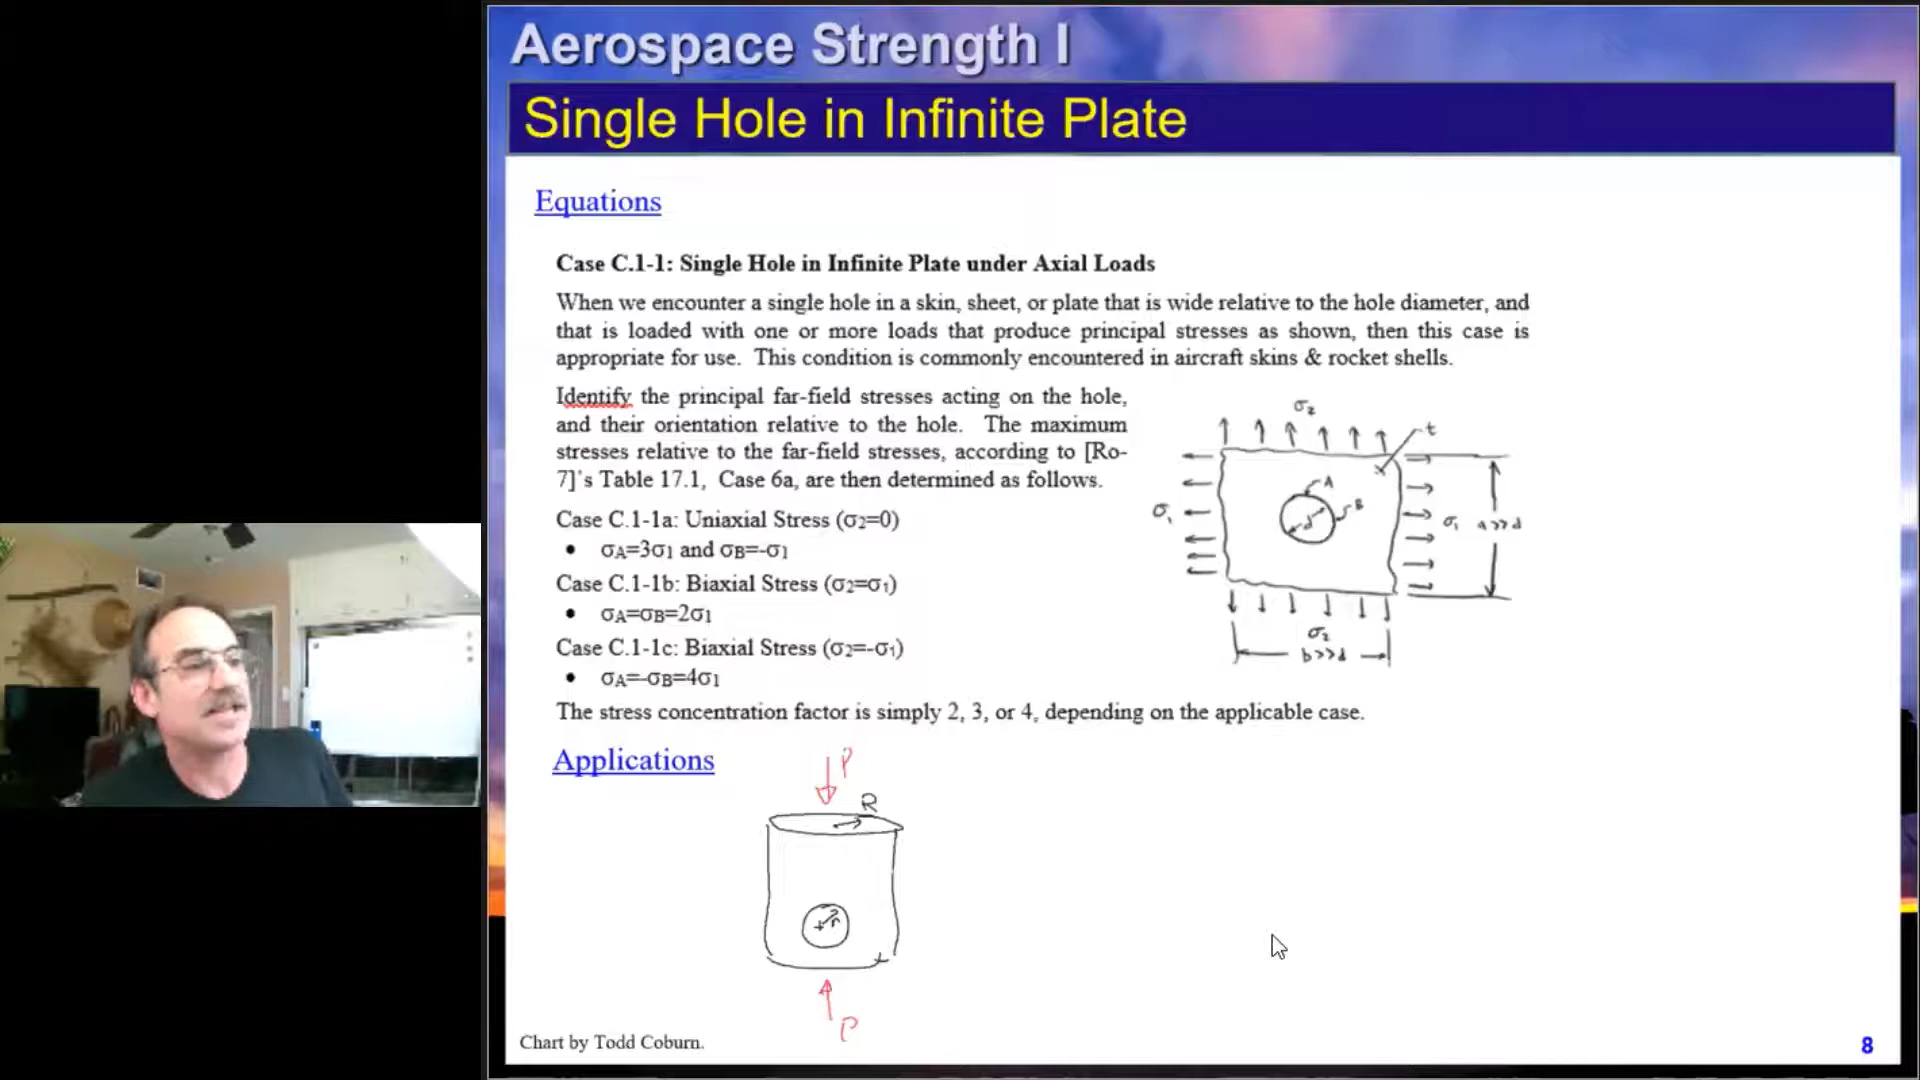 Aerospace Strength I
Single Hole in Infinite Plate
Equations
Case C.1-1: Single Hole in Infinite Plate under Axial Loads
When we encounter a single hole in a skin, sheet, or plate that is wide relative to the hole diameter, and
that is loaded with one or more loads that produce principal stresses as shown, then this case is
appropriate for use. This condition is commonly encountered in aircraft skins & rocket shells.
Identify the principal far-field stresses acting on the hole,
and their orientation relative to the hole. The maximum
stresses relative to the far-field stresses, according to [Ro-
7]'s Table 17.1, Case 6a, are then determined as follows.
Case C.1-1a: Uniaxial Stress (σ2=0)
• σA=3σ1 and σB=-σ1
Case C.1-1b: Biaxial Stress (σ2=σ1)
• σA=σB=2σ1
Case C.1-1c: Biaxial Stress (σ2=-σ1)
• σA=-σB=4σ1
The stress concentration factor is simply 2, 3, or 4, depending on the applicable case.
σ2
t
A
B
d
σ1
σ1 a>>d
σ2
b>>d
Applications
P
R
r
P
Chart by Todd Coburn.
8